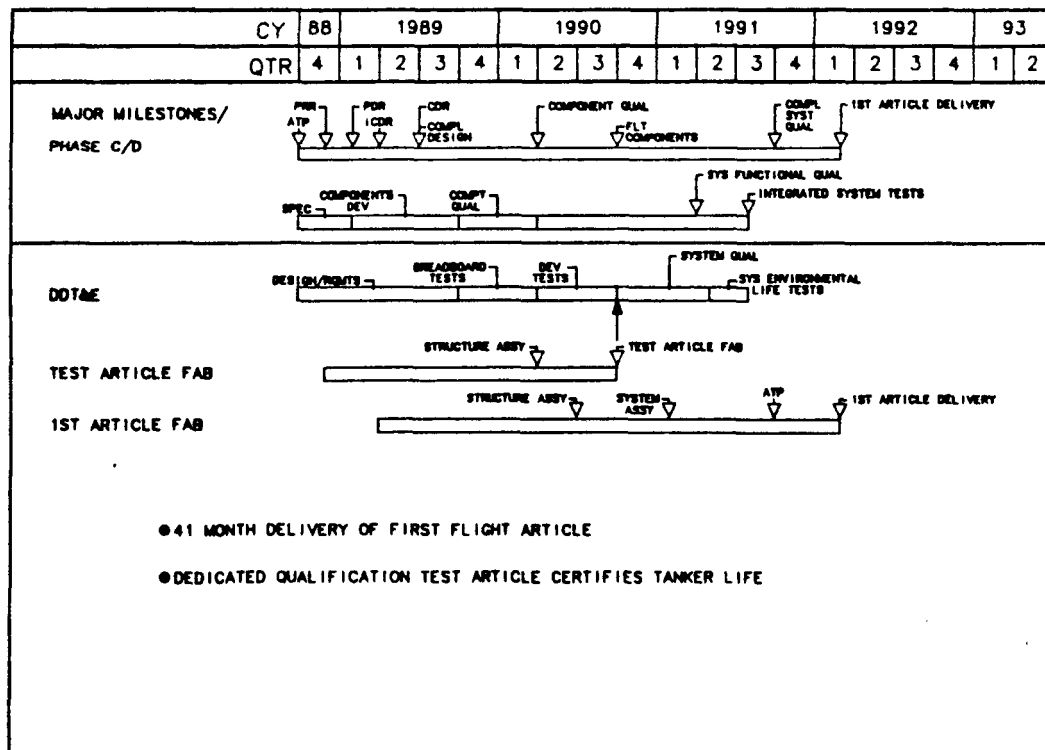 CY 88 1989 1990 1991 1992 93
QTR 4 1 2 3 4 1 2 3 4 1 2 3 4 1 2 3 4 1 2
MAJOR MILESTONES/
PHASE C/D
PRR
ATP
PDR
ICDR
CDR
COMPL
DESIGN
COMPONENT QUAL
FLT
COMPONENTS
COMPL
SYST
QUAL
1ST ARTICLE DELIVERY
SPEC
COMPONENTS
DEV
COMPT
QUAL
SYS FUNCTIONAL QUAL
INTEGRATED SYSTEM TESTS
DDT&E
DESIGN/RQMTS
BREADBOARD
TESTS
DEV
TESTS
SYSTEM QUAL
SYS ENVIRONMENTAL
LIFE TESTS
TEST ARTICLE FAB
STRUCTURE ASSY
TEST ARTICLE FAB
1ST ARTICLE FAB
STRUCTURE ASSY
SYSTEM
ASSY
ATP
1ST ARTICLE DELIVERY
●41 MONTH DELIVERY OF FIRST FLIGHT ARTICLE
●DEDICATED QUALIFICATION TEST ARTICLE CERTIFIES TANKER LIFE